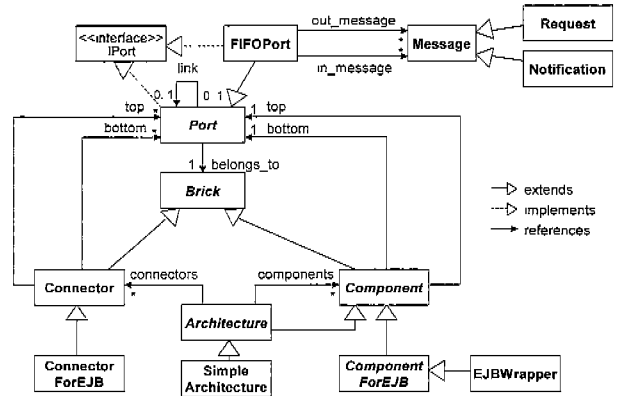 <<interface>>
IPort
FIFOPort
out_message
*
*
in_message
Message
Request
Notification
link
0. 1
0 1
top
*
Port
1 top
bottom
*
1 bottom
1 belongs_to
Brick
extends
implements
references
Connector
connectors
*
components
*
Component
Architecture
Connector
ForEJB
Simple
Architecture
Component
ForEJB
EJBWrapper